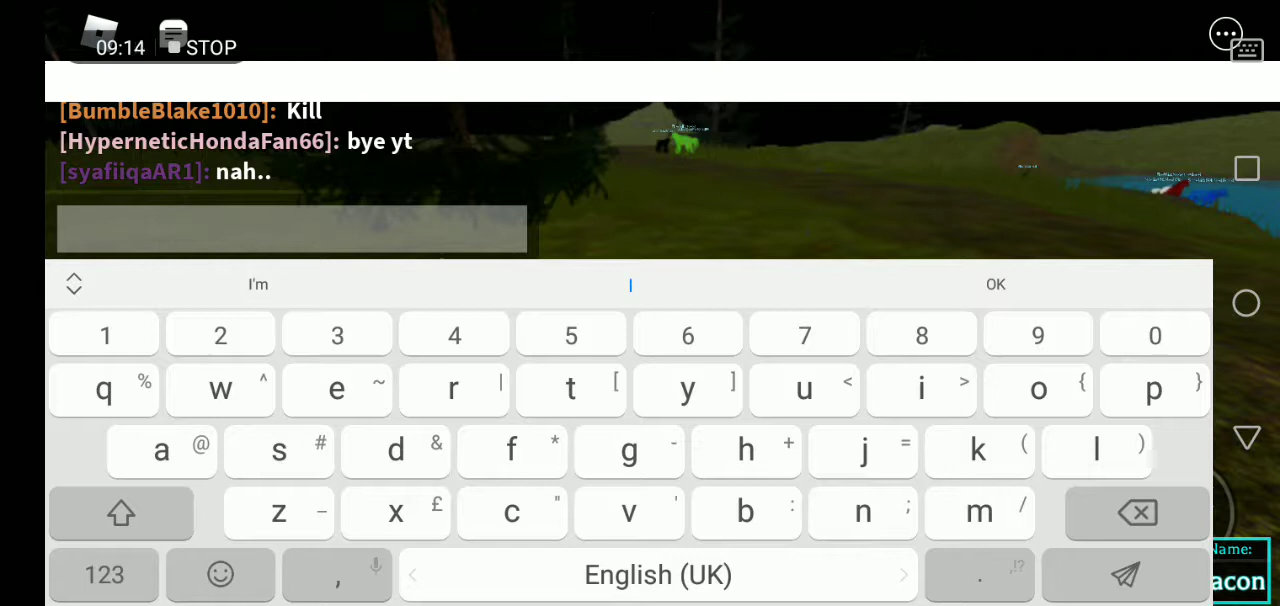 09:14 STOP
[BumbleBlake1010]: Kill
[HyperneticHondaFan66]: bye yt
[syafiiqaAR1]: nah..
I'm I OK
1 2 3 4 5 6 7 8 9 0
q % w ^ e ~ r | t [ y ] u < i > o { p }
a @ s # d & f * g - h + j = k ( l )
z _ x £ c " v ' b : n ; m /
123 , English (UK) . ,!?
Name:
acon